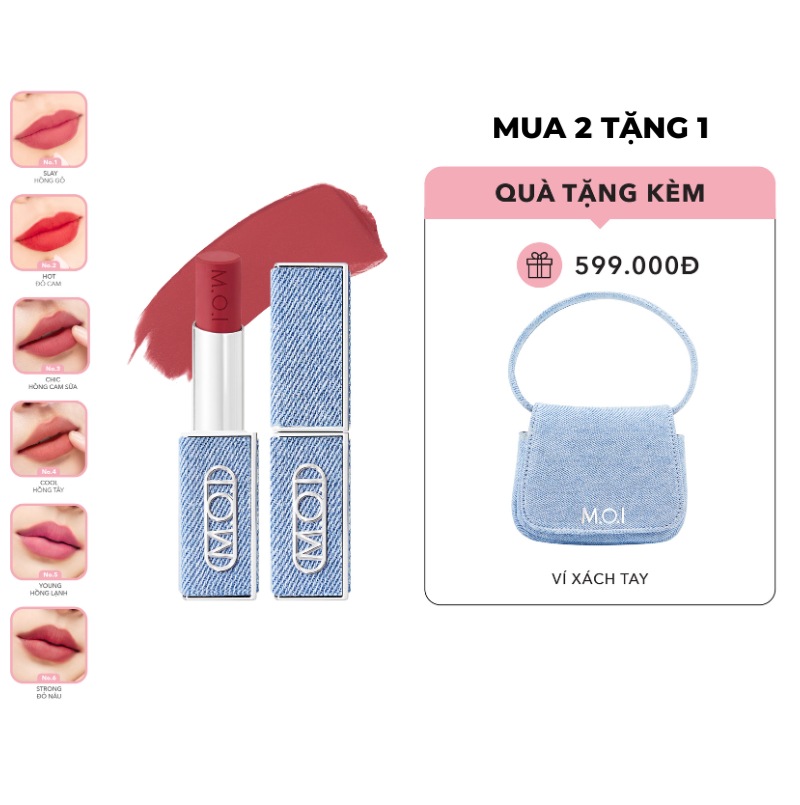 No.1
SLAY
HỒNG GỖ
No.2
HOT
ĐỎ CAM
No.3
CHIC
HỒNG CAM SỮA
No.4
COOL
HỒNG TÂY
No.5
YOUNG
HỒNG LẠNH
No.6
STRONG
ĐỎ NÂU
M.O.I
MOI
MOI
MUA 2 TẶNG 1
QUÀ TẶNG KÈM
599.000Đ
M.O.I
VÍ XÁCH TAY